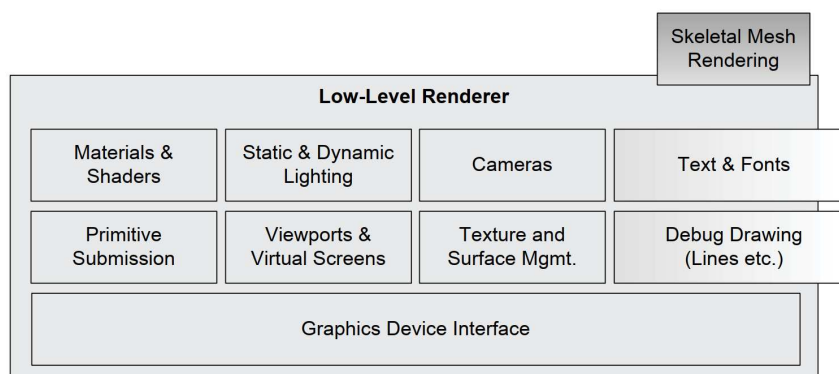 Skeletal Mesh
Rendering
Low-Level Renderer
Materials &
Shaders
Static & Dynamic
Lighting
Cameras
Text & Fonts
Primitive
Submission
Viewports &
Virtual Screens
Texture and
Surface Mgmt.
Debug Drawing
(Lines etc.)
Graphics Device Interface